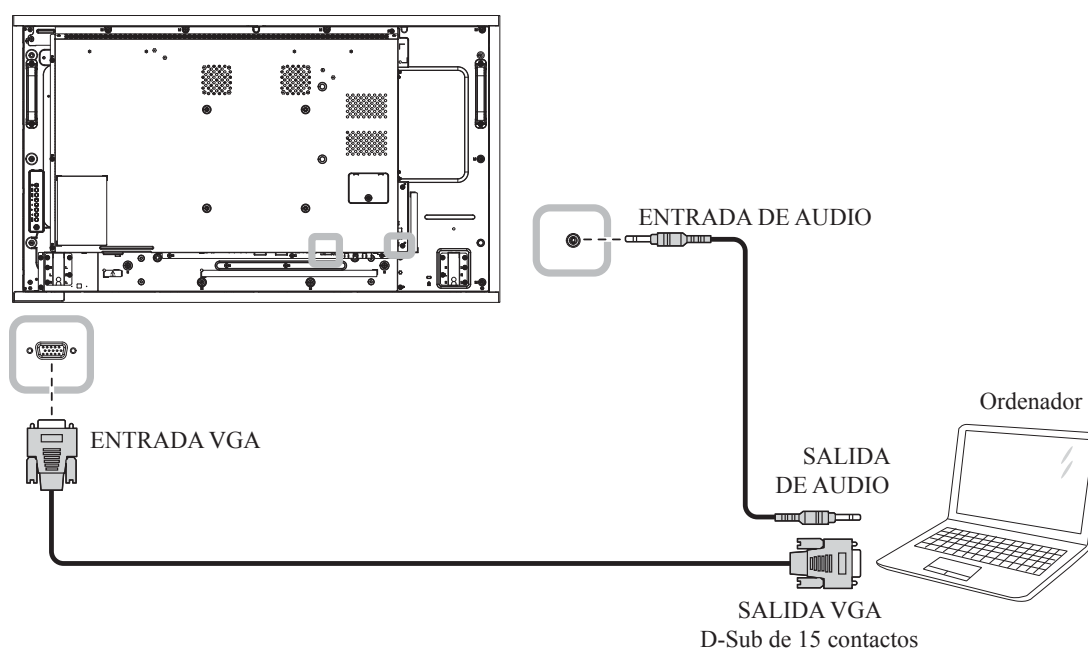 ENTRADA DE AUDIO
ENTRADA VGA
Ordenador
SALIDA
DE AUDIO
SALIDA VGA
D-Sub de 15 contactos